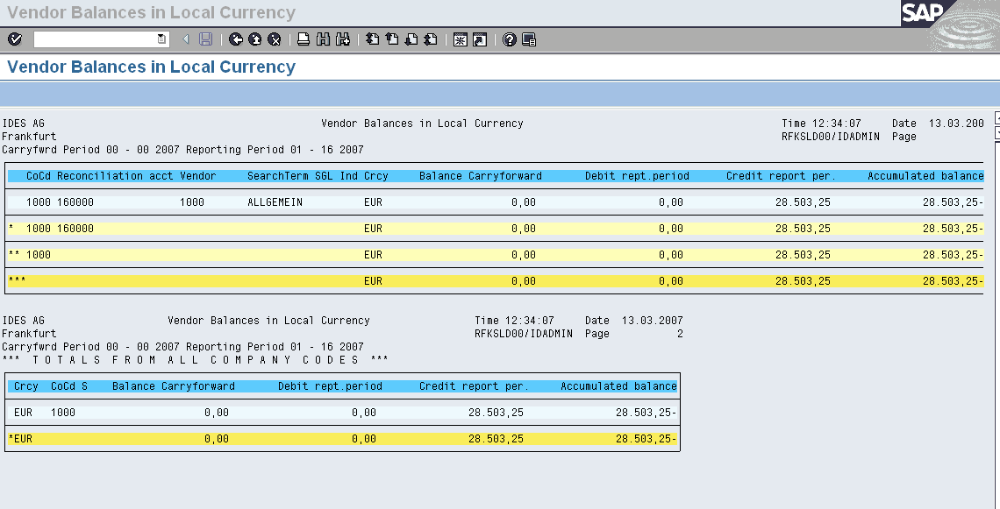 Vendor Balances in Local Currency
SAP
Vendor Balances in Local Currency
IDES AG Vendor Balances in Local Currency Time 12:34:07 Date 13.03.200
Frankfurt RFKSLD00/IDADMIN Page
Carryfwrd Period 00 - 00 2007 Reporting Period 01 - 16 2007
CoCd Reconciliation acct Vendor SearchTerm SGL Ind Crcy Balance Carryforward Debit rept.period Credit report per. Accumulated balance
1000 160000 1000 ALLGEMEIN EUR 0,00 0,00 28.503,25 28.503,25-
* 1000 160000 EUR 0,00 0,00 28.503,25 28.503,25-
** 1000 EUR 0,00 0,00 28.503,25 28.503,25-
*** EUR 0,00 0,00 28.503,25 28.503,25-
IDES AG Vendor Balances in Local Currency Time 12:34:07 Date 13.03.2007
Frankfurt RFKSLD00/IDADMIN Page 2
Carryfwrd Period 00 - 00 2007 Reporting Period 01 - 16 2007
*** T O T A L S F R O M A L L C O M P A N Y C O D E S ***
Crcy CoCd S Balance Carryforward Debit rept.period Credit report per. Accumulated balance
EUR 1000 0,00 0,00 28.503,25 28.503,25-
*EUR 0,00 0,00 28.503,25 28.503,25-